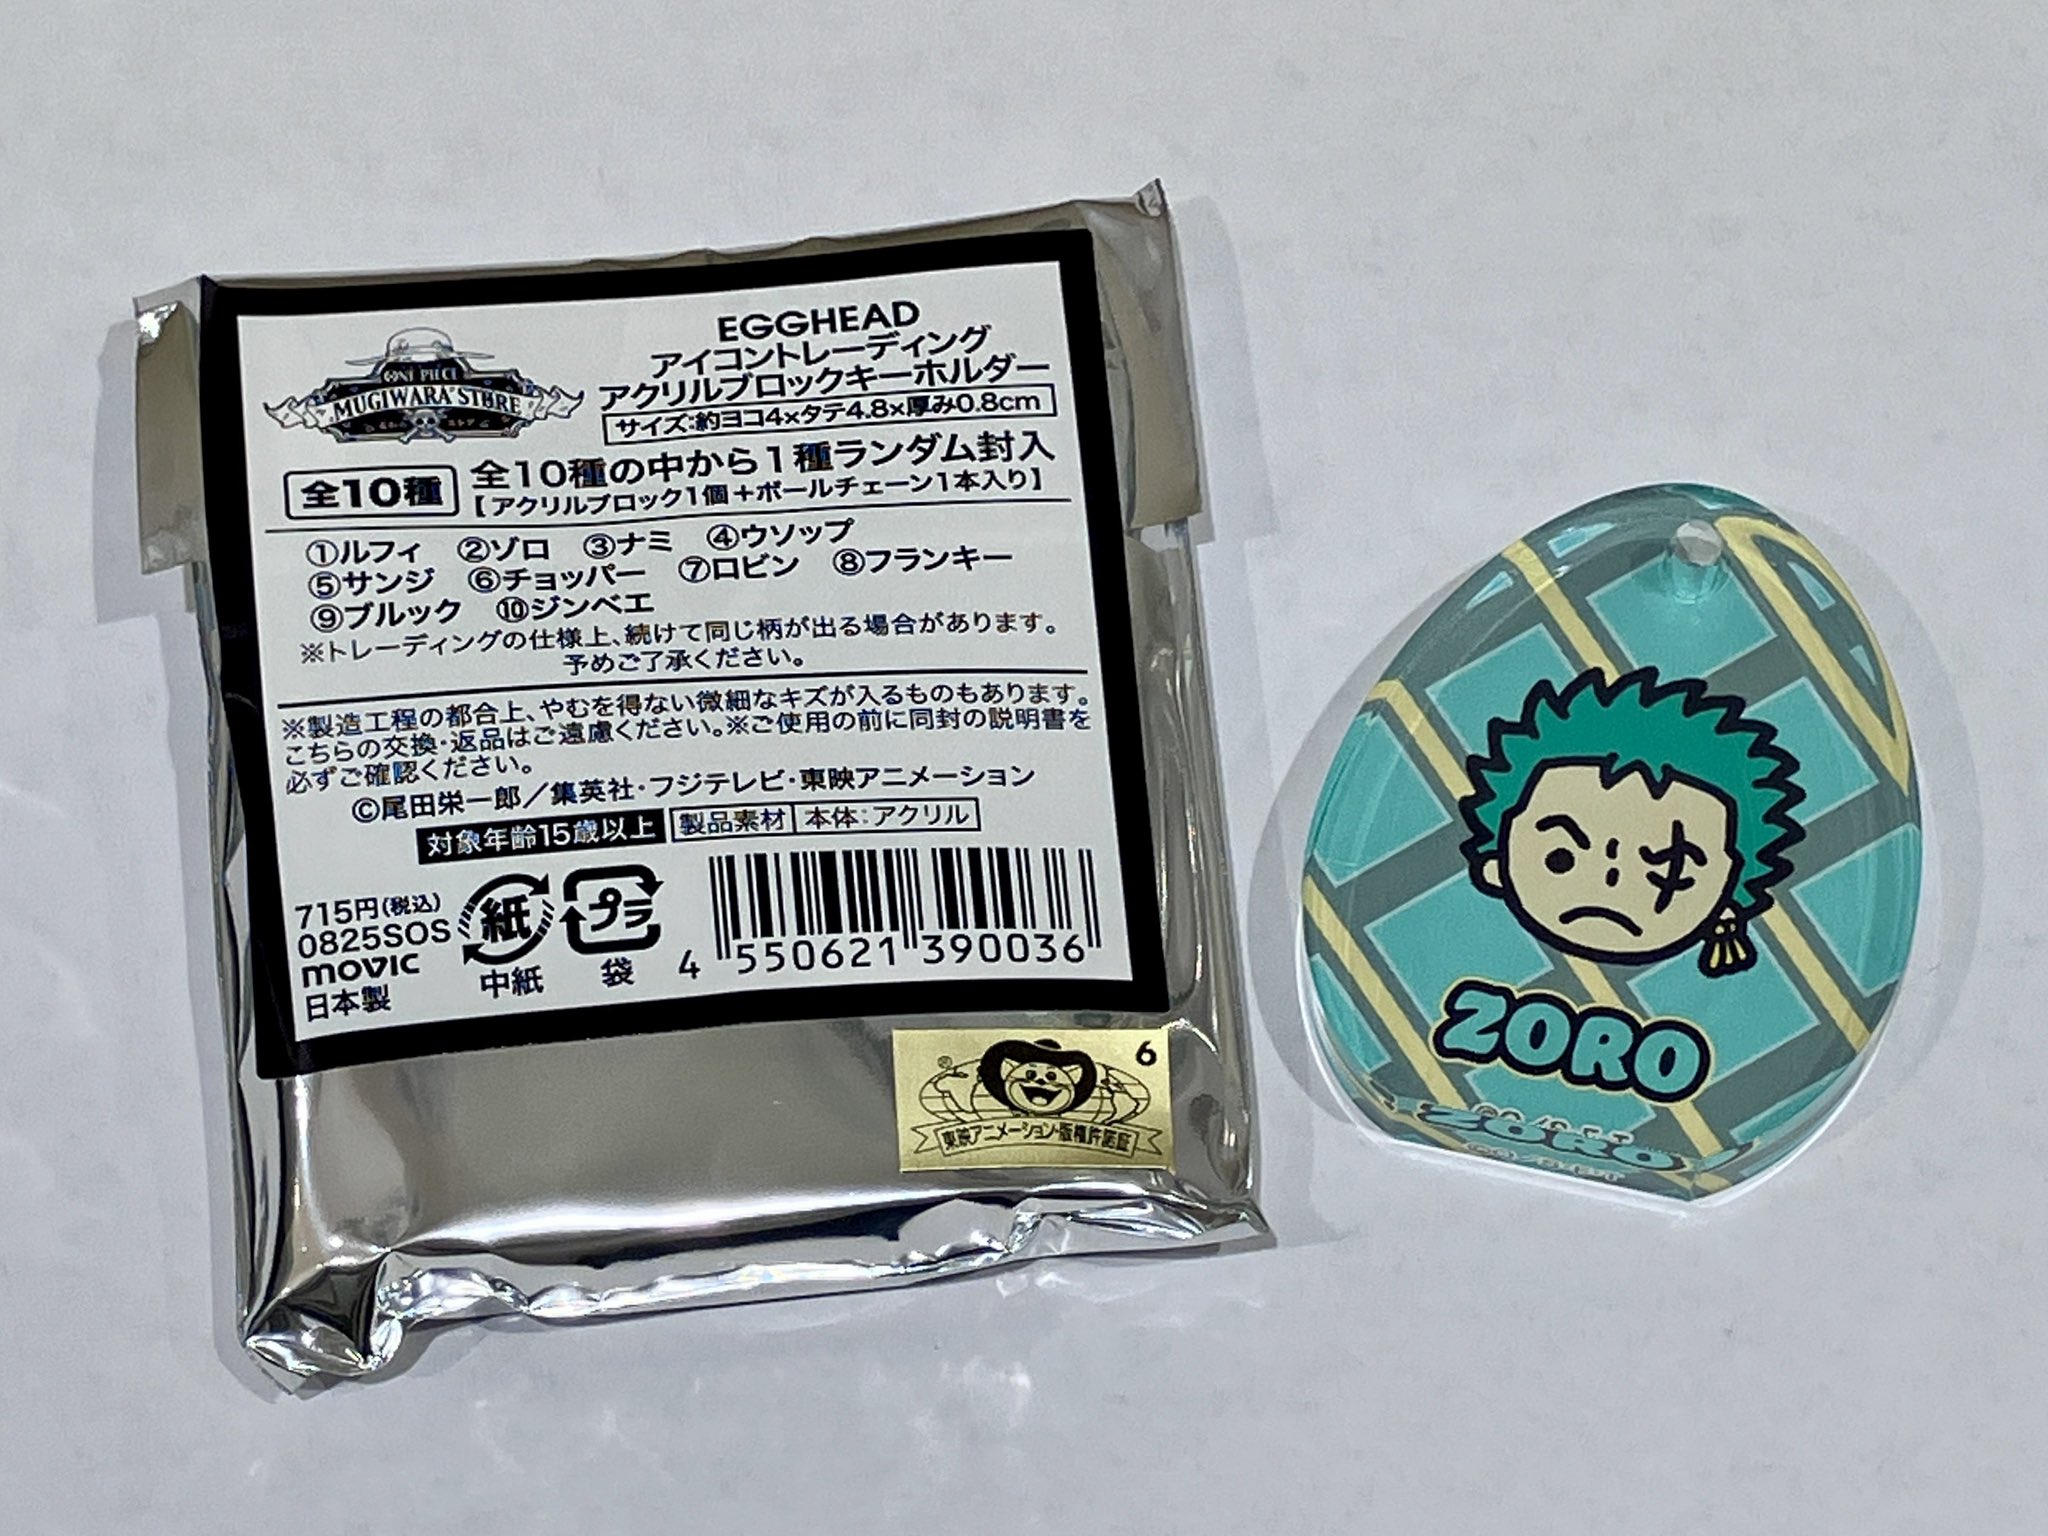 ONE PIECE
MUGIWARA STORE
EGGHEAD
アイコントレーディング
アクリルブロックキーホルダー
サイズ:約ヨコ4×タテ4.8×厚み0.8cm
全10種
全10種の中から1種ランダム封入
【アクリルブロック1個+ボールチェーン1本入り】
①ルフィ ②ゾロ ③ナミ ④ウソップ
⑤サンジ ⑥チョッパー ⑦ロビン ⑧フランキー
⑨ブルック ⑩ジンベエ
※トレーディングの仕様上、続けて同じ柄が出る場合があります。
予めご了承ください。
※製造工程の都合上、やむを得ない微細なキズが入るものもあります。
こちらの交換・返品はご遠慮ください。※ご使用の前に同封の説明書を
必ずご確認ください。
©尾田栄一郎/集英社・フジテレビ・東映アニメーション
対象年齢15歳以上 製品素材 本体:アクリル
715円(税込)
0825SOS
movic
日本製
紙
中紙
プラ
袋
4 550621 390036
6
東映アニメーション・版権許諾証
ZORO